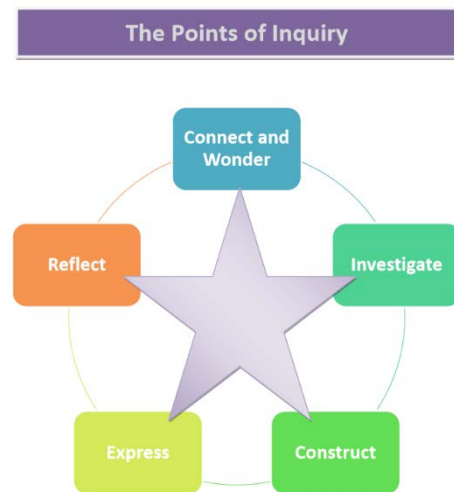 The Points of Inquiry
Connect and
Wonder
Investigate
Construct
Express
Reflect